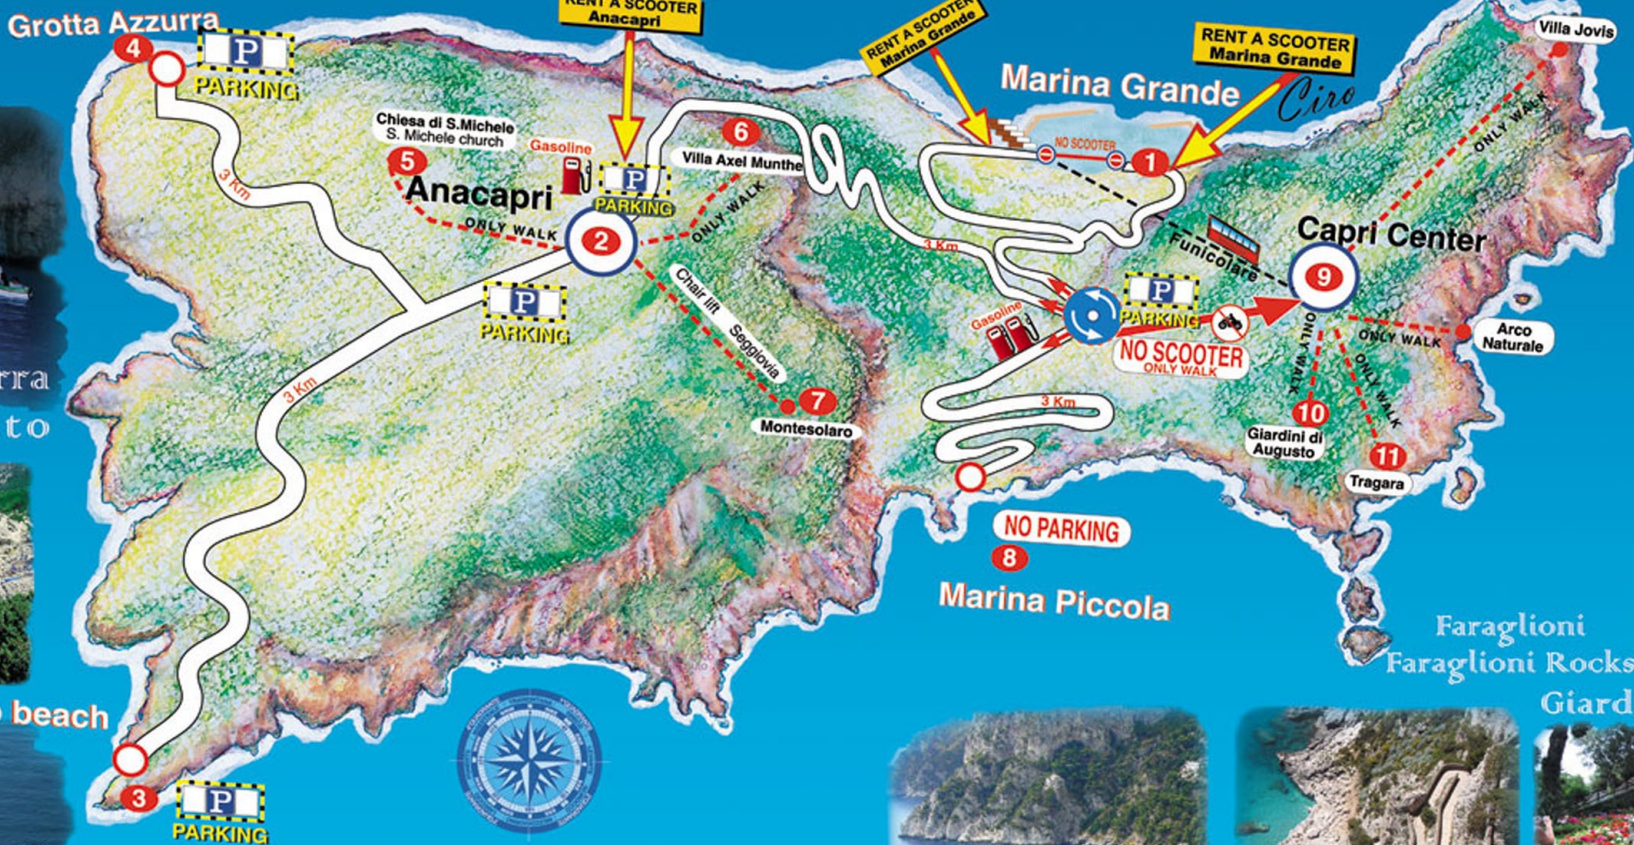 Grotta Azzurra
4
P
PARKING
RENT A SCOOTER
Anacapri
RENT A SCOOTER
Marina Grande
RENT A SCOOTER
Marina Grande
Marina Grande
Ciro
Villa Jovis
ONLY WALK
Chiesa di S.Michele
S. Michele church
5
Gasoline
P
PARKING
6
Villa Axel Munthe
NO SCOOTER
1
3 Km
Anacapri
ONLY WALK
2
ONLY WALK
3 Km
Funicolare
Capri Center
9
P
PARKING
Chair lift Seggiovia
P
PARKING
Gasoline
NO SCOOTER
ONLY WALK
ONLY WALK
Arco
Naturale
ONLY WALK
ONLY WALK
rra
to
3 Km
7
Montesolaro
3 Km
10
Giardini di
Augusto
11
Tragara
NO PARKING
8
Marina Piccola
Faraglioni
Faraglioni Rocks
Giard
beach
3
P
PARKING